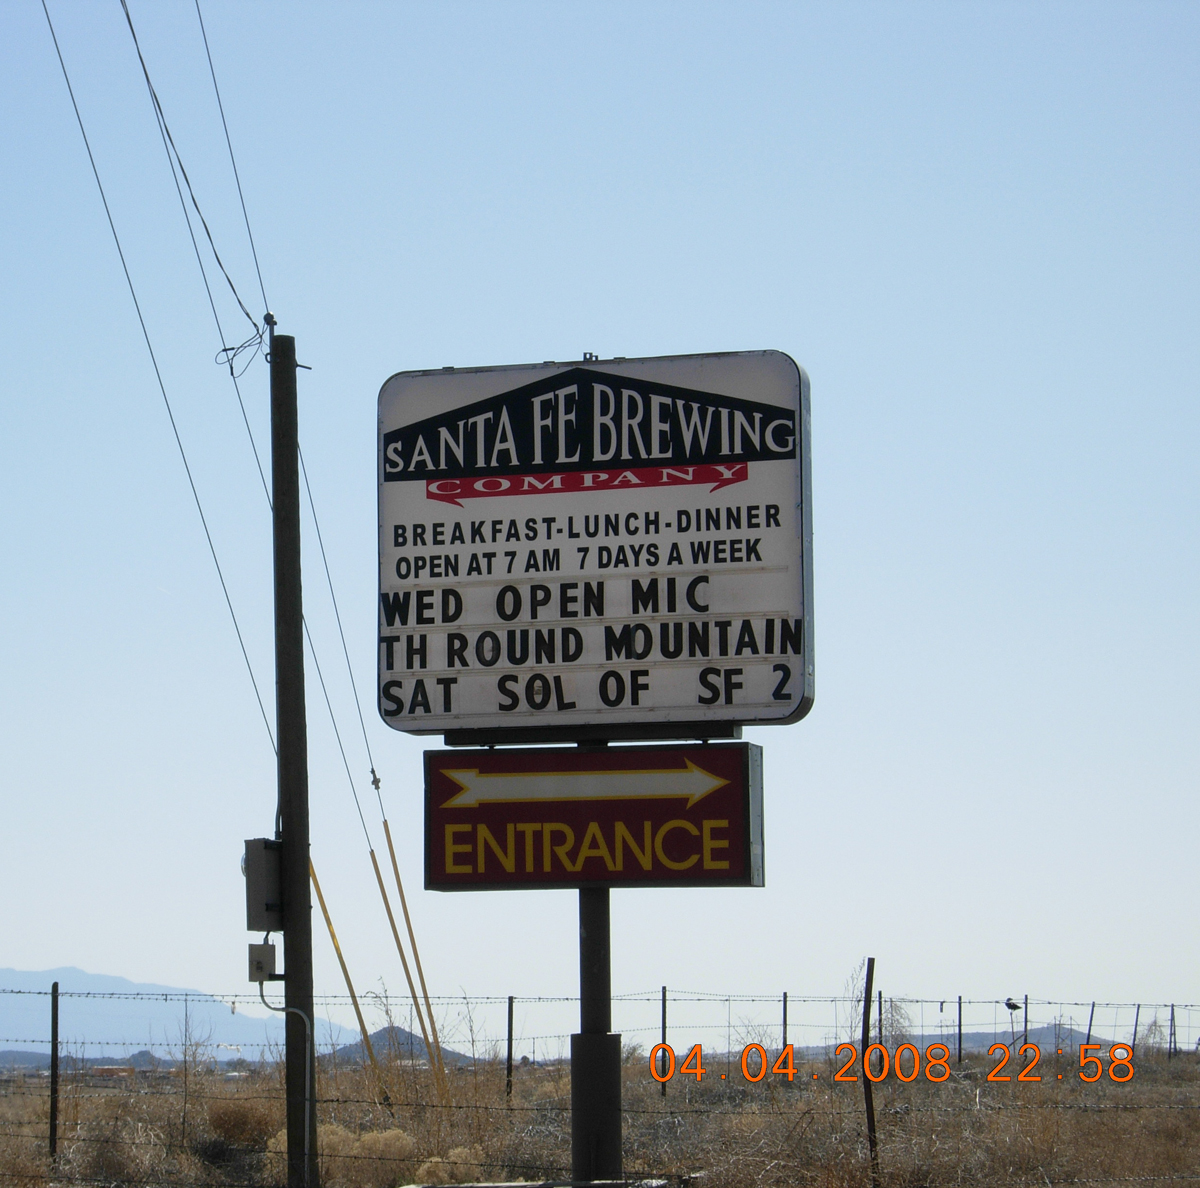 SANTA FE BREWING
COMPANY
BREAKFAST-LUNCH-DINNER
OPEN AT 7 AM 7 DAYS A WEEK
WED OPEN MIC
TH ROUND MOUNTAIN
SAT SOL OF SF 2
ENTRANCE
04.04.2008 22:58